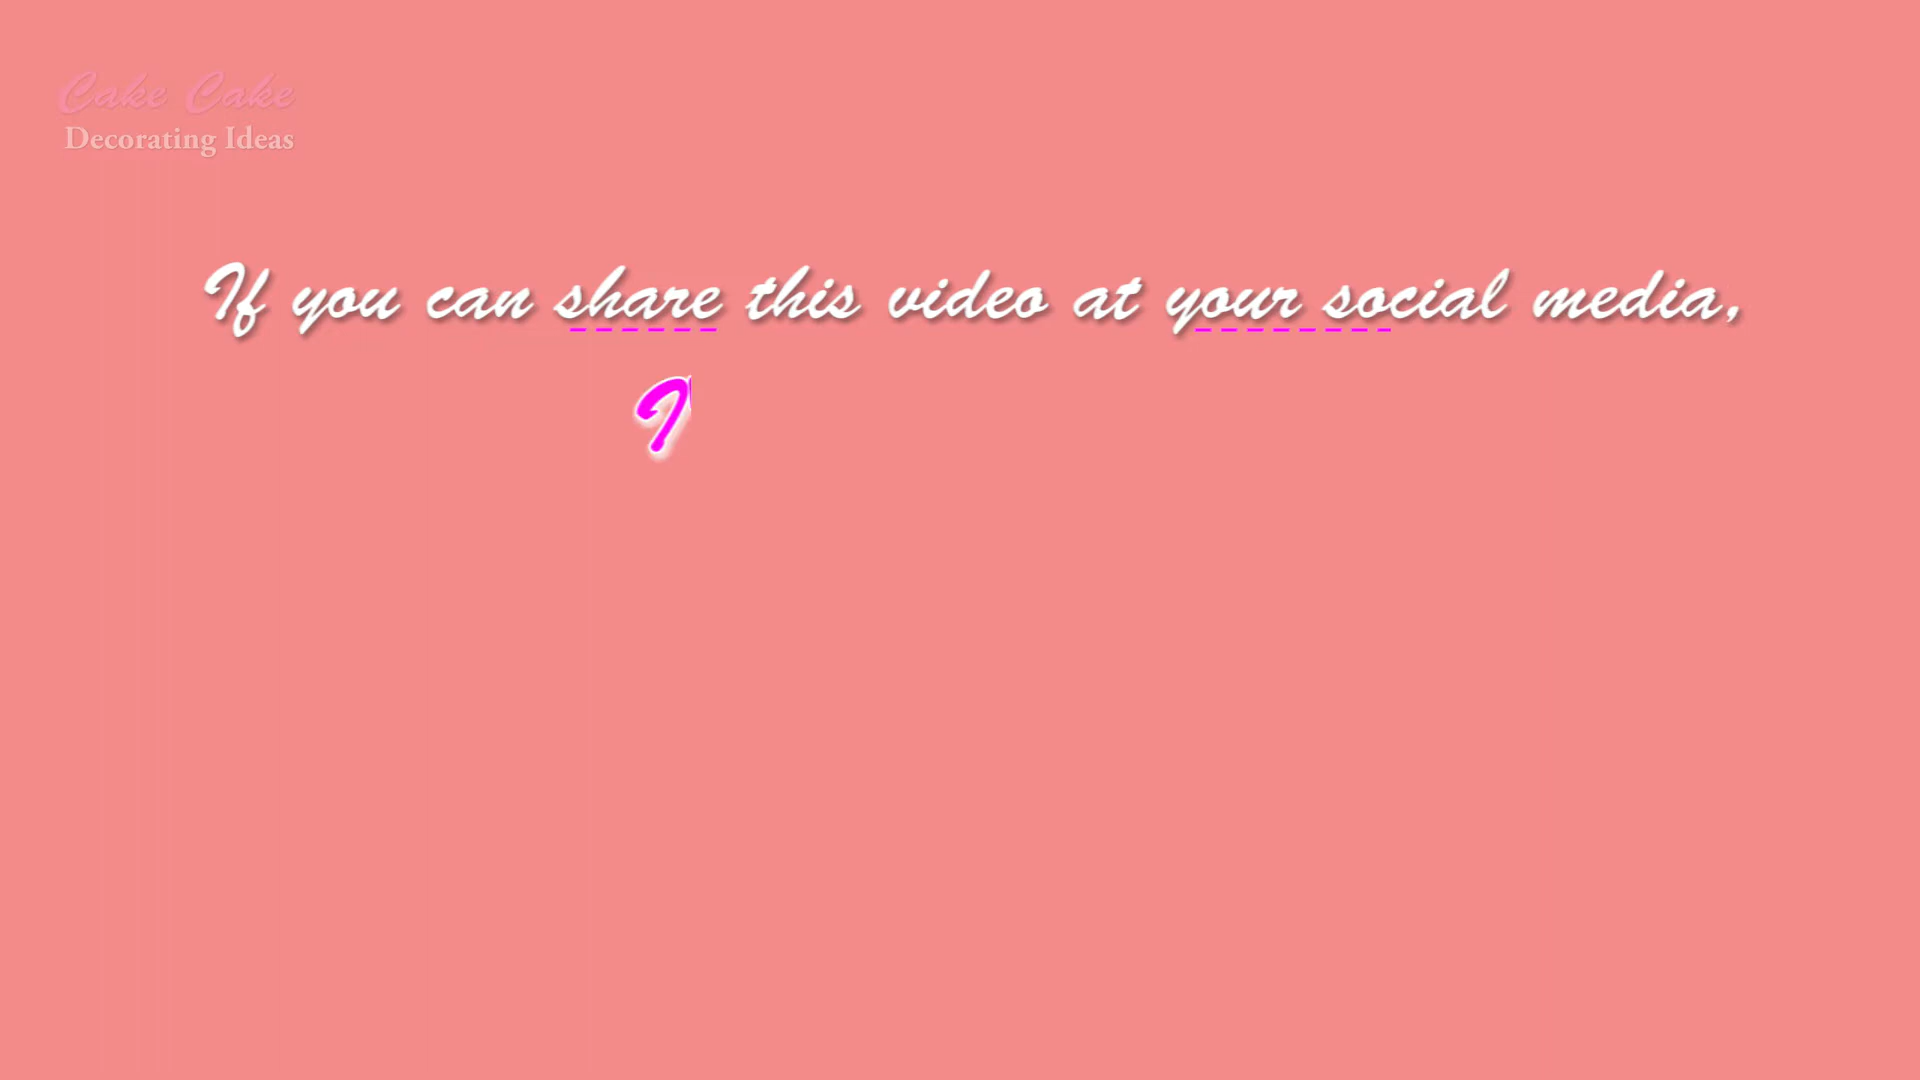 Cake Cake
Decorating Ideas
If you can share this video at your social media,
I